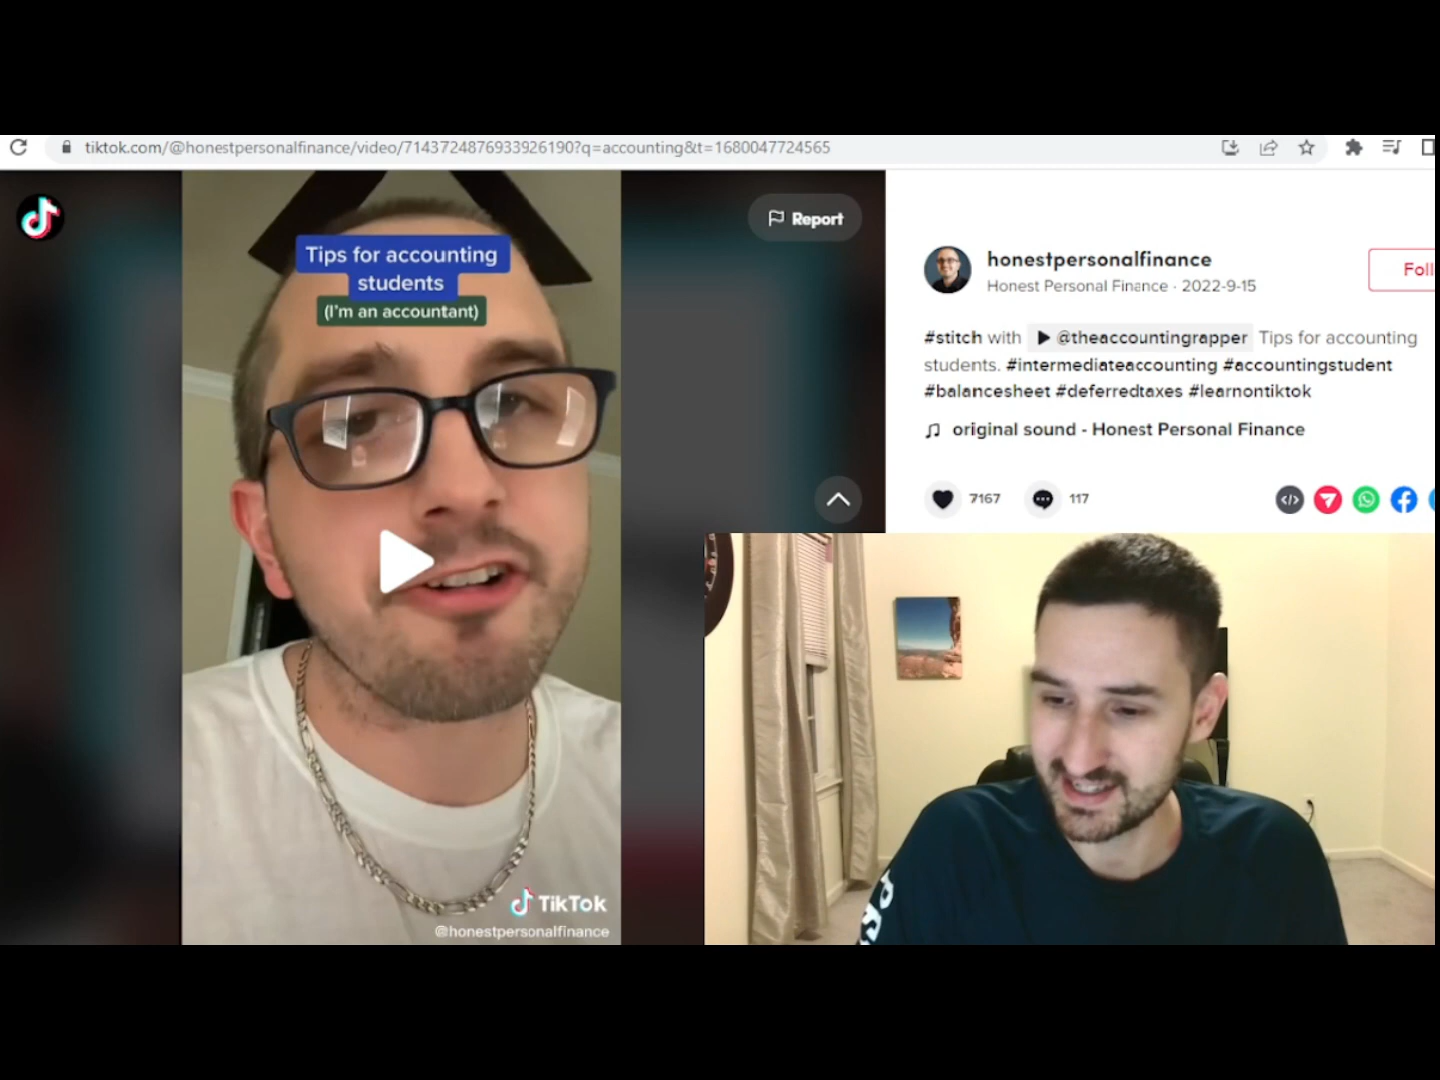 tiktok.com/@honestpersonalfinance/video/7143724876933926190?q=accounting&t=1680047724565
Report
Tips for accounting
students
(I'm an accountant)
honestpersonalfinance
Honest Personal Finance · 2022-9-15
Foll
#stitch with ▶ @theaccountingrapper Tips for accounting
students. #intermediateaccounting #accountingstudent
#balancesheet #deferredtaxes #learnontiktok
original sound - Honest Personal Finance
7167
117
TikTok
@honestpersonalfinance